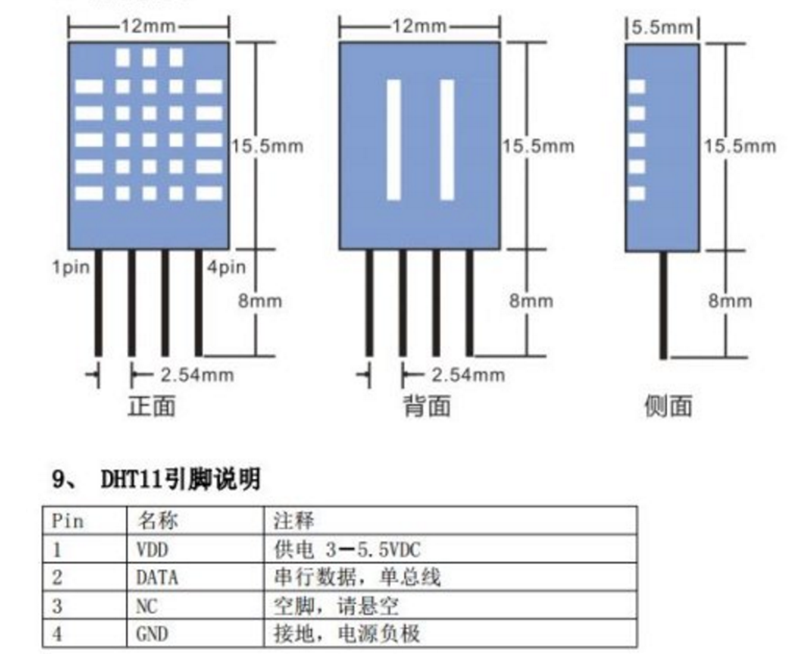 12mm
12mm
5.5mm
15.5mm
15.5mm
15.5mm
1pin
4pin
8mm
8mm
8mm
2.54mm
2.54mm
正面
背面
侧面
9、 DHT11引脚说明
Pin 名称 注释
1 VDD 供电 3－5.5VDC
2 DATA 串行数据，单总线
3 NC 空脚，请悬空
4 GND 接地，电源负极